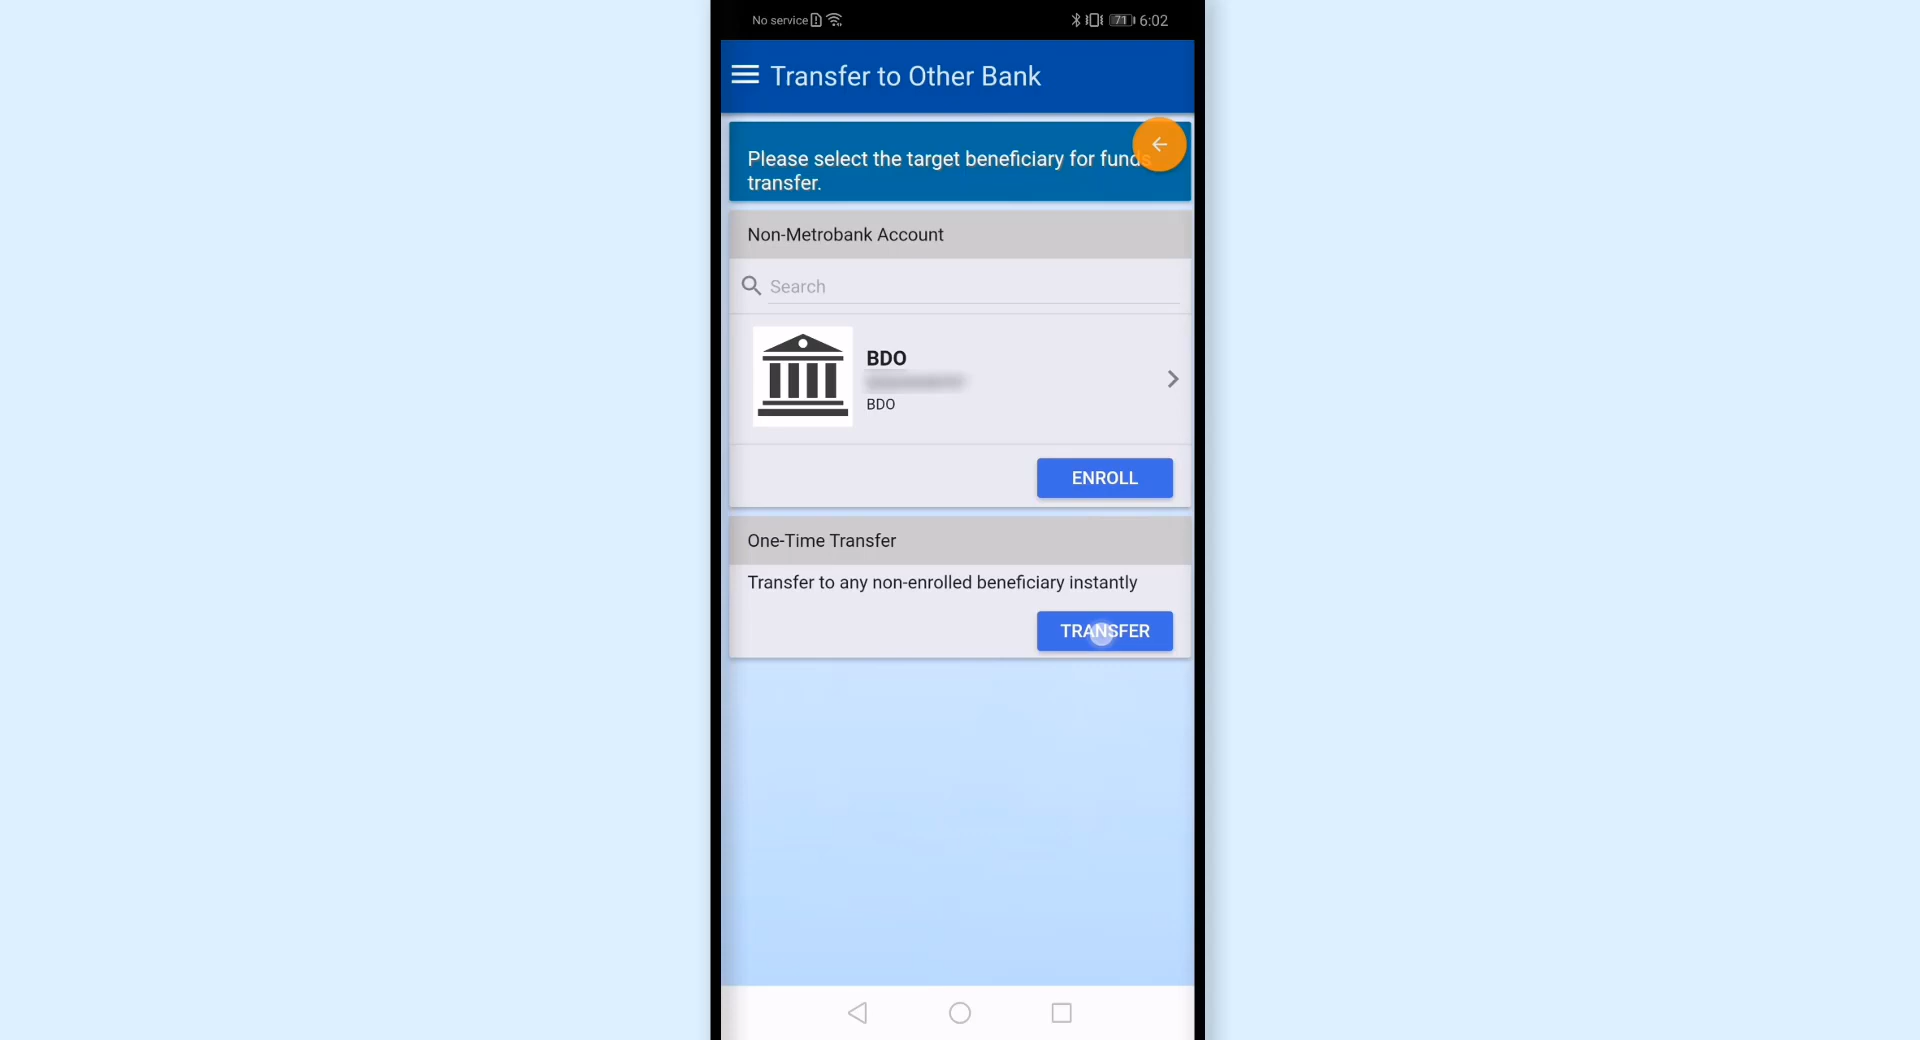 No service
71 6:02
Transfer to Other Bank
Please select the target beneficiary for funds
transfer.
Non-Metrobank Account
Search
BDO
BDO
ENROLL
One-Time Transfer
Transfer to any non-enrolled beneficiary instantly
TRANSFER